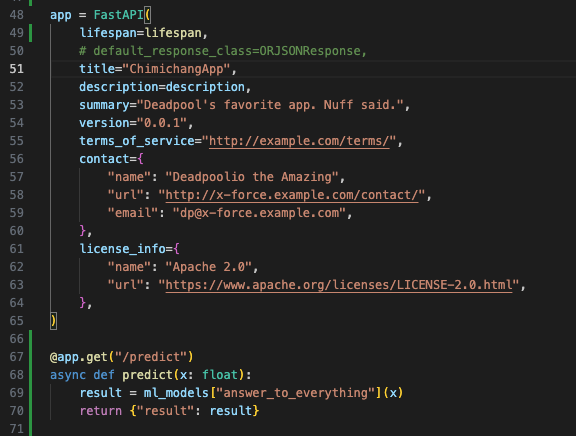 48 app = FastAPI(
49     lifespan=lifespan,
50     # default_response_class=ORJSONResponse,
51     title="ChimichangApp",
52     description=description,
53     summary="Deadpool's favorite app. Nuff said.",
54     version="0.0.1",
55     terms_of_service="http://example.com/terms/",
56     contact={
57         "name": "Deadpoolio the Amazing",
58         "url": "http://x-force.example.com/contact/",
59         "email": "dp@x-force.example.com",
60     },
61     license_info={
62         "name": "Apache 2.0",
63         "url": "https://www.apache.org/licenses/LICENSE-2.0.html",
64     },
65 )
66
67 @app.get("/predict")
68 async def predict(x: float):
69     result = ml_models["answer_to_everything"](x)
70     return {"result": result}
71